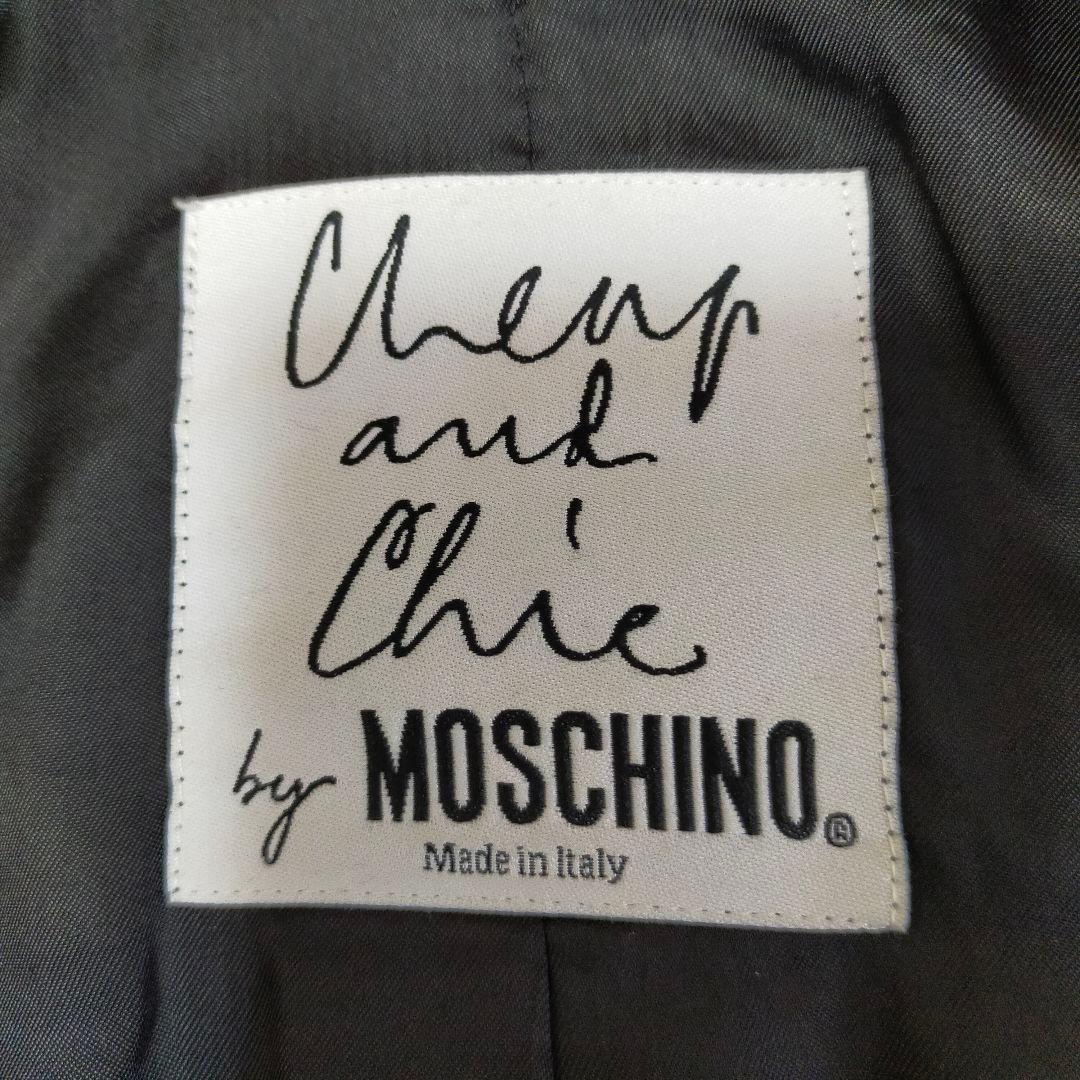 Cheap
and
Chic
by MOSCHINO®
Made in Italy